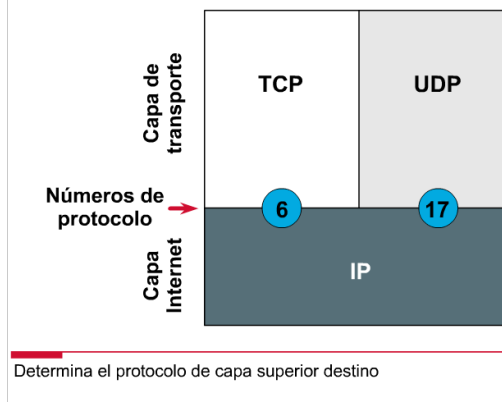 Capa de
transporte
TCP
UDP
Números de
protocolo
6
17
Capa
Internet
IP
Determina el protocolo de capa superior destino